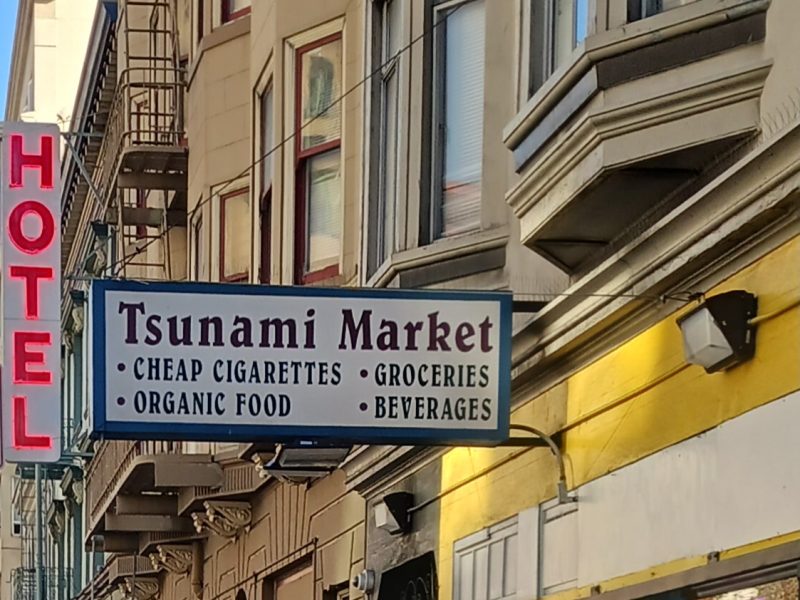 HOTEL
Tsunami Market
• CHEAP CIGARETTES • GROCERIES
• ORGANIC FOOD • BEVERAGES